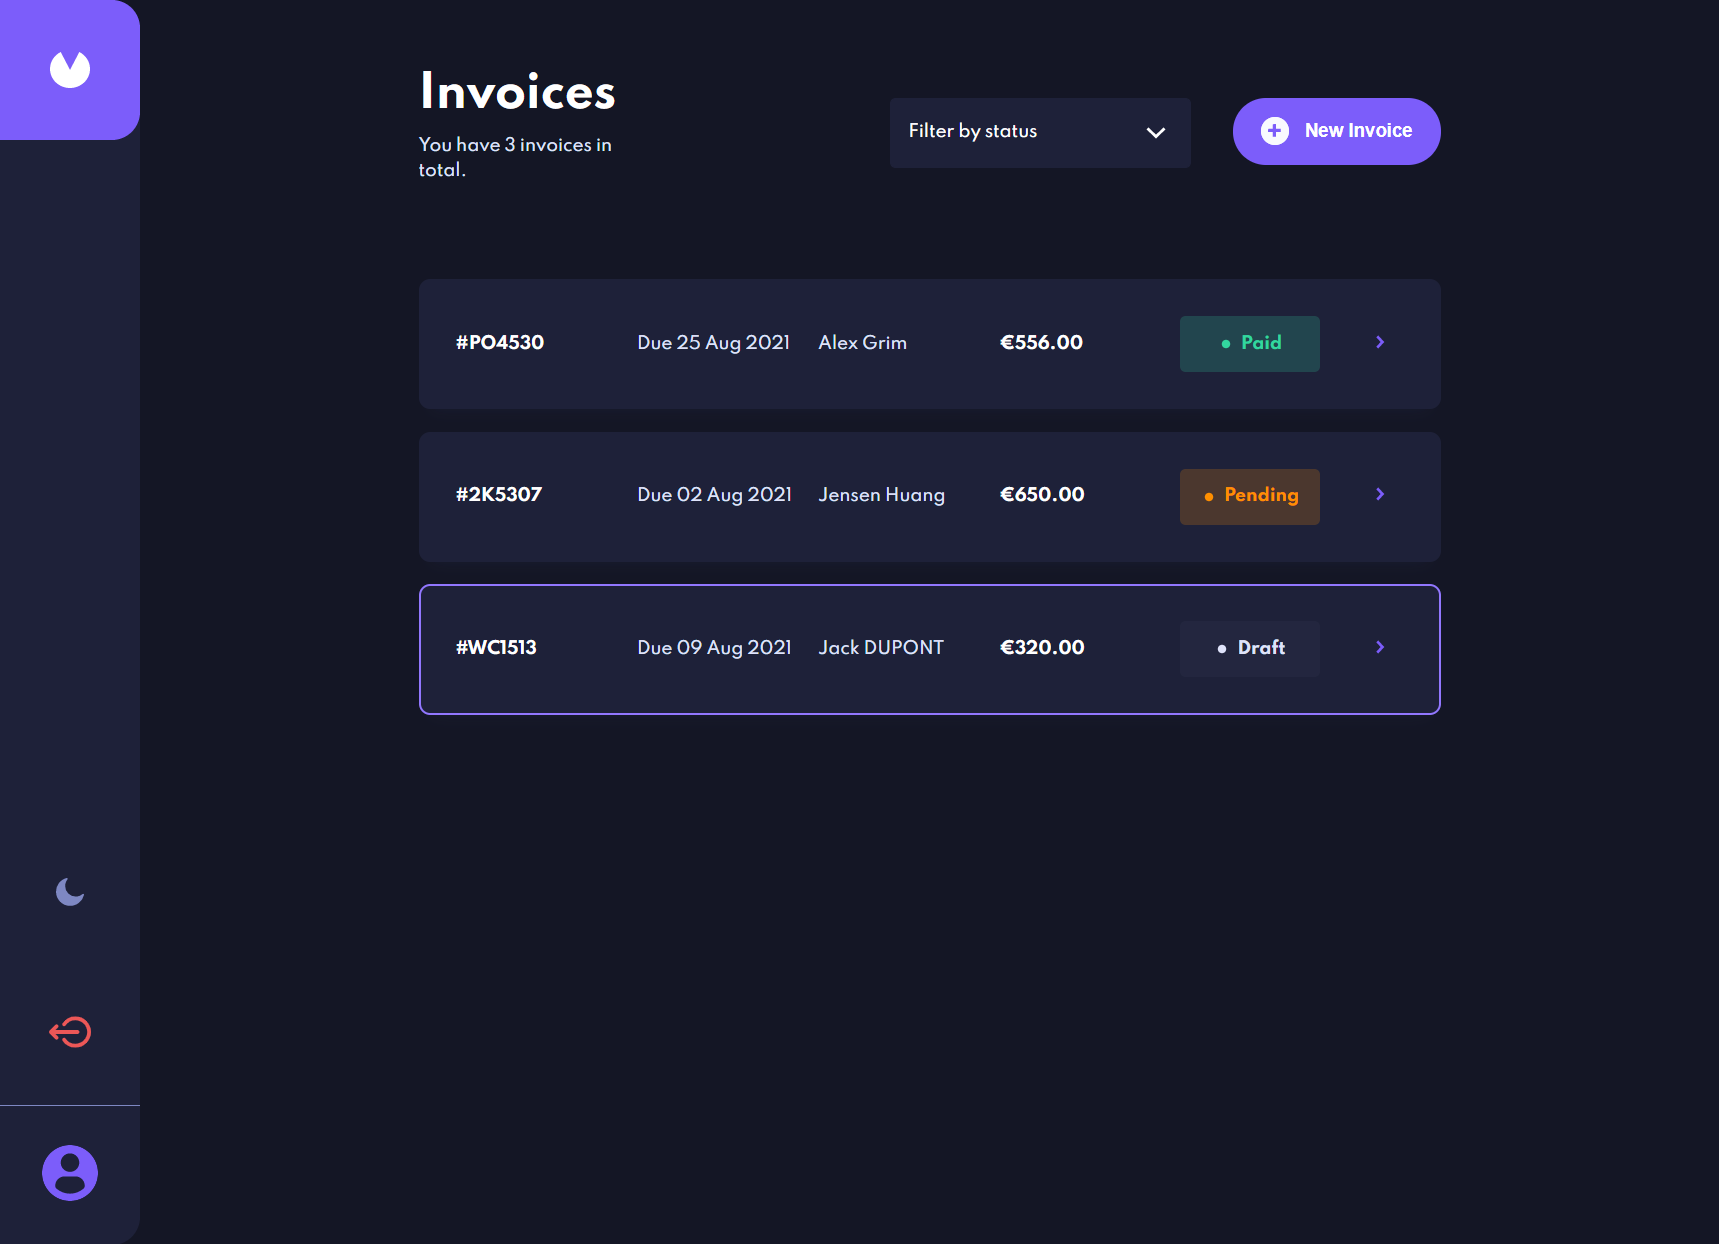 Invoices
You have 3 invoices in
total.
Filter by status
New Invoice
#PO4530 Due 25 Aug 2021 Alex Grim €556.00 Paid
#2K5307 Due 02 Aug 2021 Jensen Huang €650.00 Pending
#WC1513 Due 09 Aug 2021 Jack DUPONT €320.00 Draft